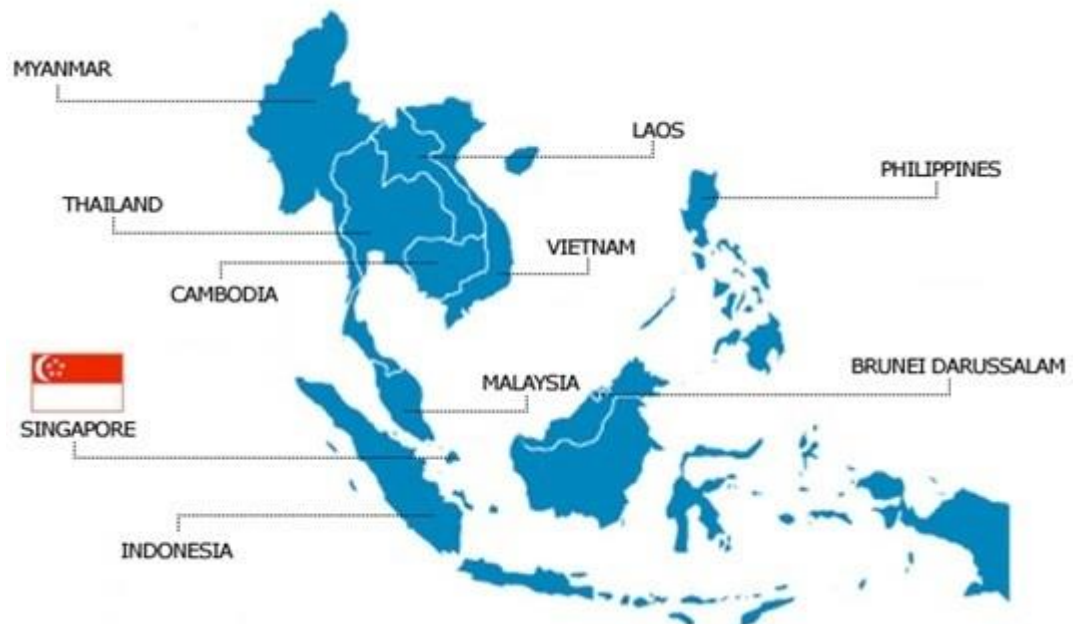 MYANMAR
LAOS
PHILIPPINES
THAILAND
VIETNAM
CAMBODIA
BRUNEI DARUSSALAM
MALAYSIA
SINGAPORE
INDONESIA